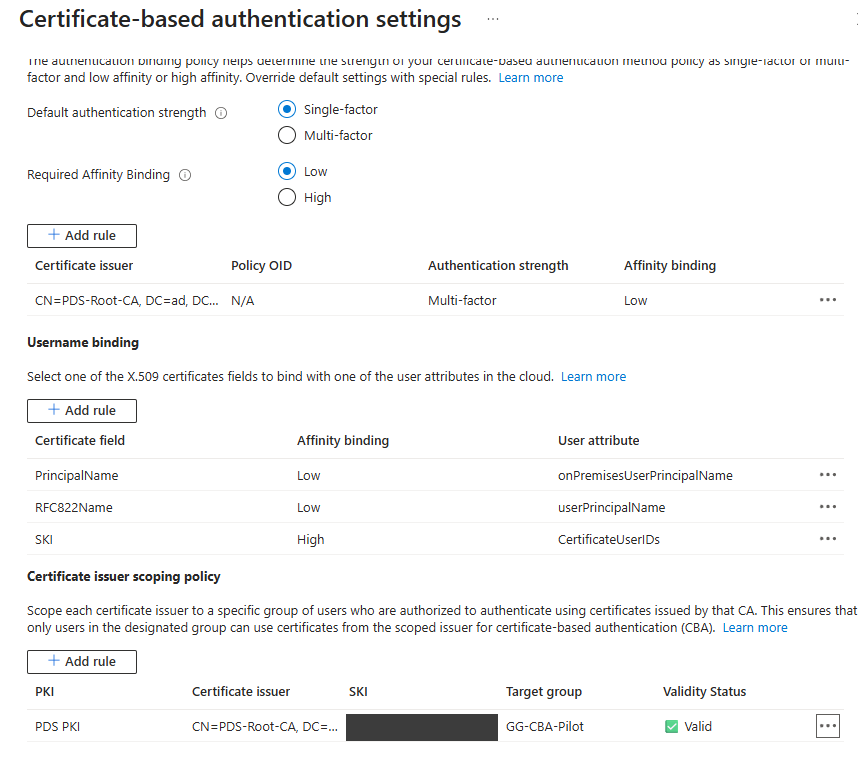 Certificate-based authentication settings ...
The authentication binding policy helps determine the strength of your certificate-based authentication method policy as single-factor or multi-
factor and low affinity or high affinity. Override default settings with special rules. Learn more
Default authentication strength
Single-factor
Multi-factor
Required Affinity Binding
Low
High
+ Add rule
Certificate issuer Policy OID Authentication strength Affinity binding
CN=PDS-Root-CA, DC=ad, DC... N/A Multi-factor Low
Username binding
Select one of the X.509 certificates fields to bind with one of the user attributes in the cloud. Learn more
+ Add rule
Certificate field Affinity binding User attribute
PrincipalName Low onPremisesUserPrincipalName
RFC822Name Low userPrincipalName
SKI High CertificateUserIDs
Certificate issuer scoping policy
Scope each certificate issuer to a specific group of users who are authorized to authenticate using certificates issued by that CA. This ensures that
only users in the designated group can use certificates from the scoped issuer for certificate-based authentication (CBA). Learn more
+ Add rule
PKI Certificate issuer SKI Target group Validity Status
PDS PKI CN=PDS-Root-CA, DC=... GG-CBA-Pilot Valid